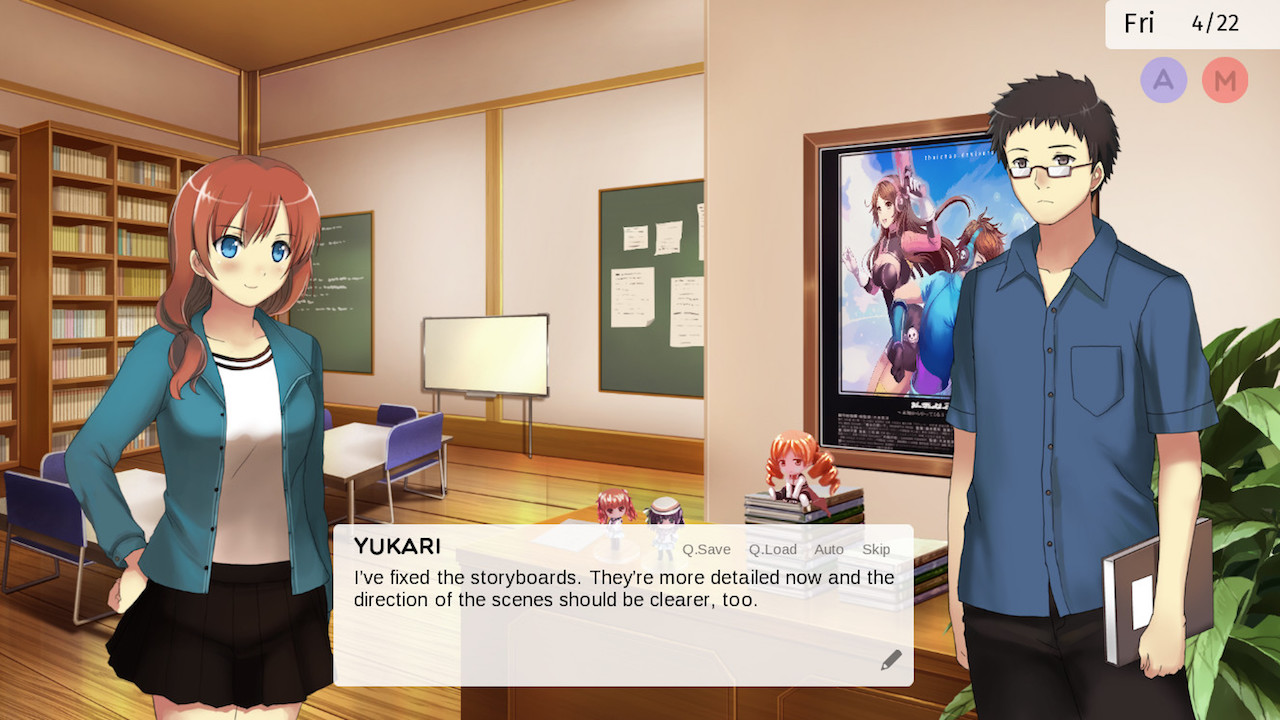 Fri 4/22
A M
YUKARI
Q.Save Q.Load Auto Skip
I've fixed the storyboards. They're more detailed now and the
direction of the scenes should be clearer, too.